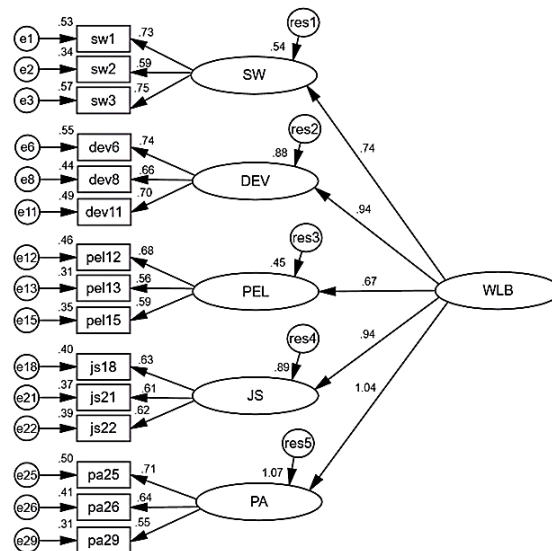 res1
.53 .73 .54
e1 sw1
.34 .59
e2 sw2 SW
.57 .75
e3 sw3
res2
.55 .74 .88 .74
e6 dev6
.44 .66
e8 dev8 DEV
.49 .70 .94
e11 dev11
res3
.46 .68 .45
e12 pel12
.31 .56 .67
e13 pel13 PEL WLB
.35 .59
e15 pel15
res4
.40 .63 .89 .94
e18 js18
.37 .61
e21 js21 JS
.39 .62 1.04
e22 js22
res5
.50 .71 1.07
e25 pa25
.41 .64
e26 pa26 PA
.31 .55
e29 pa29